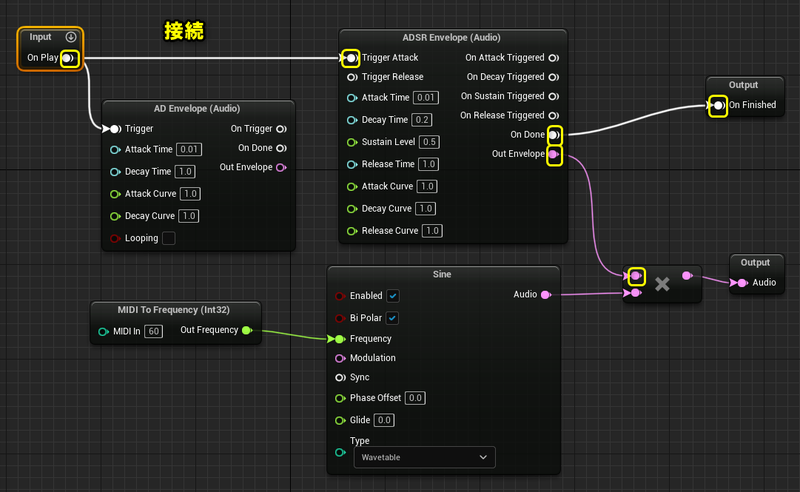 接続
Input
On Play
ADSR Envelope (Audio)
Trigger Attack
On Attack Triggered
Trigger Release
On Decay Triggered
Attack Time 0.01
On Sustain Triggered
Decay Time 0.2
On Release Triggered
Sustain Level 0.5
On Done
Release Time 1.0
Out Envelope
Attack Curve 1.0
Decay Curve 1.0
Release Curve 1.0
Output
On Finished
AD Envelope (Audio)
Trigger
On Trigger
Attack Time 0.01
On Done
Decay Time 1.0
Out Envelope
Attack Curve 1.0
Decay Curve 1.0
Looping
Output
Audio
Sine
Enabled
Audio
Bi Polar
Frequency
Modulation
Sync
Phase Offset 0.0
Glide 0.0
Type
Wavetable
MIDI To Frequency (Int32)
MIDI In 60
Out Frequency